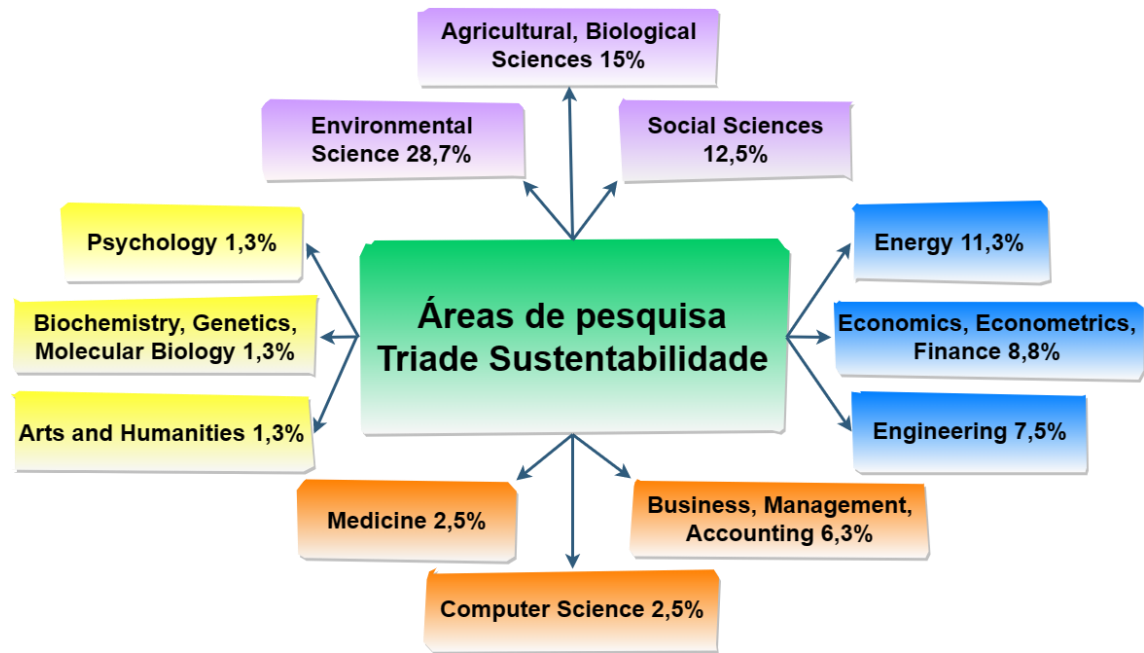 Agricultural, Biological
Sciences 15%
Environmental
Science 28,7%
Social Sciences
12,5%
Psychology 1,3%
Energy 11,3%
Biochemistry, Genetics,
Molecular Biology 1,3%
Áreas de pesquisa
Triade Sustentabilidade
Economics, Econometrics,
Finance 8,8%
Arts and Humanities 1,3%
Engineering 7,5%
Medicine 2,5%
Business, Management,
Accounting 6,3%
Computer Science 2,5%